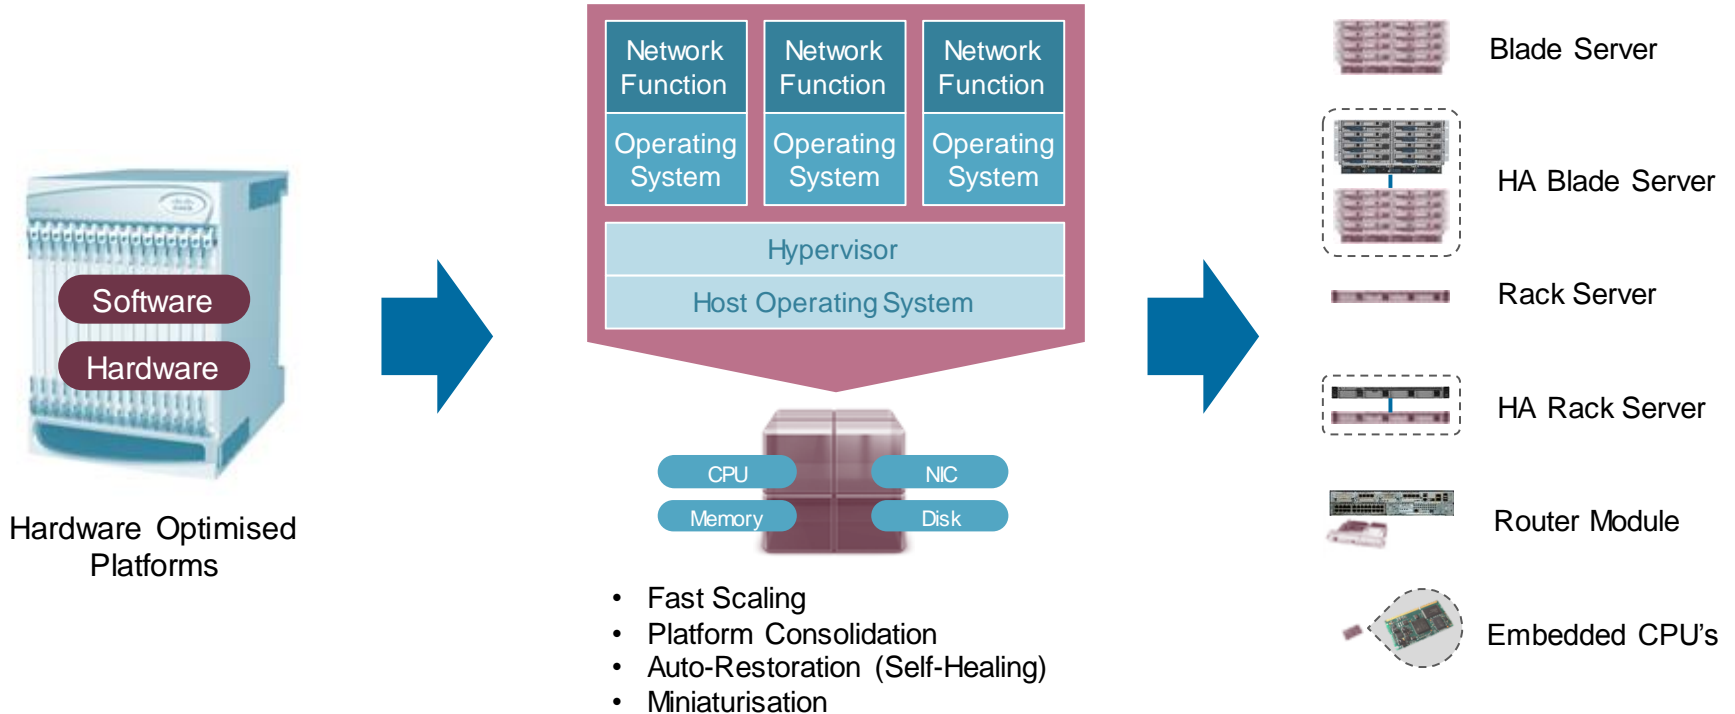 Software
Hardware
Hardware Optimised
Platforms
Network
Function
Network
Function
Network
Function
Operating
System
Operating
System
Operating
System
Hypervisor
Host Operating System
CPU
NIC
Memory
Disk
• Fast Scaling
• Platform Consolidation
• Auto-Restoration (Self-Healing)
• Miniaturisation
Blade Server
HA Blade Server
Rack Server
HA Rack Server
Router Module
Embedded CPU's